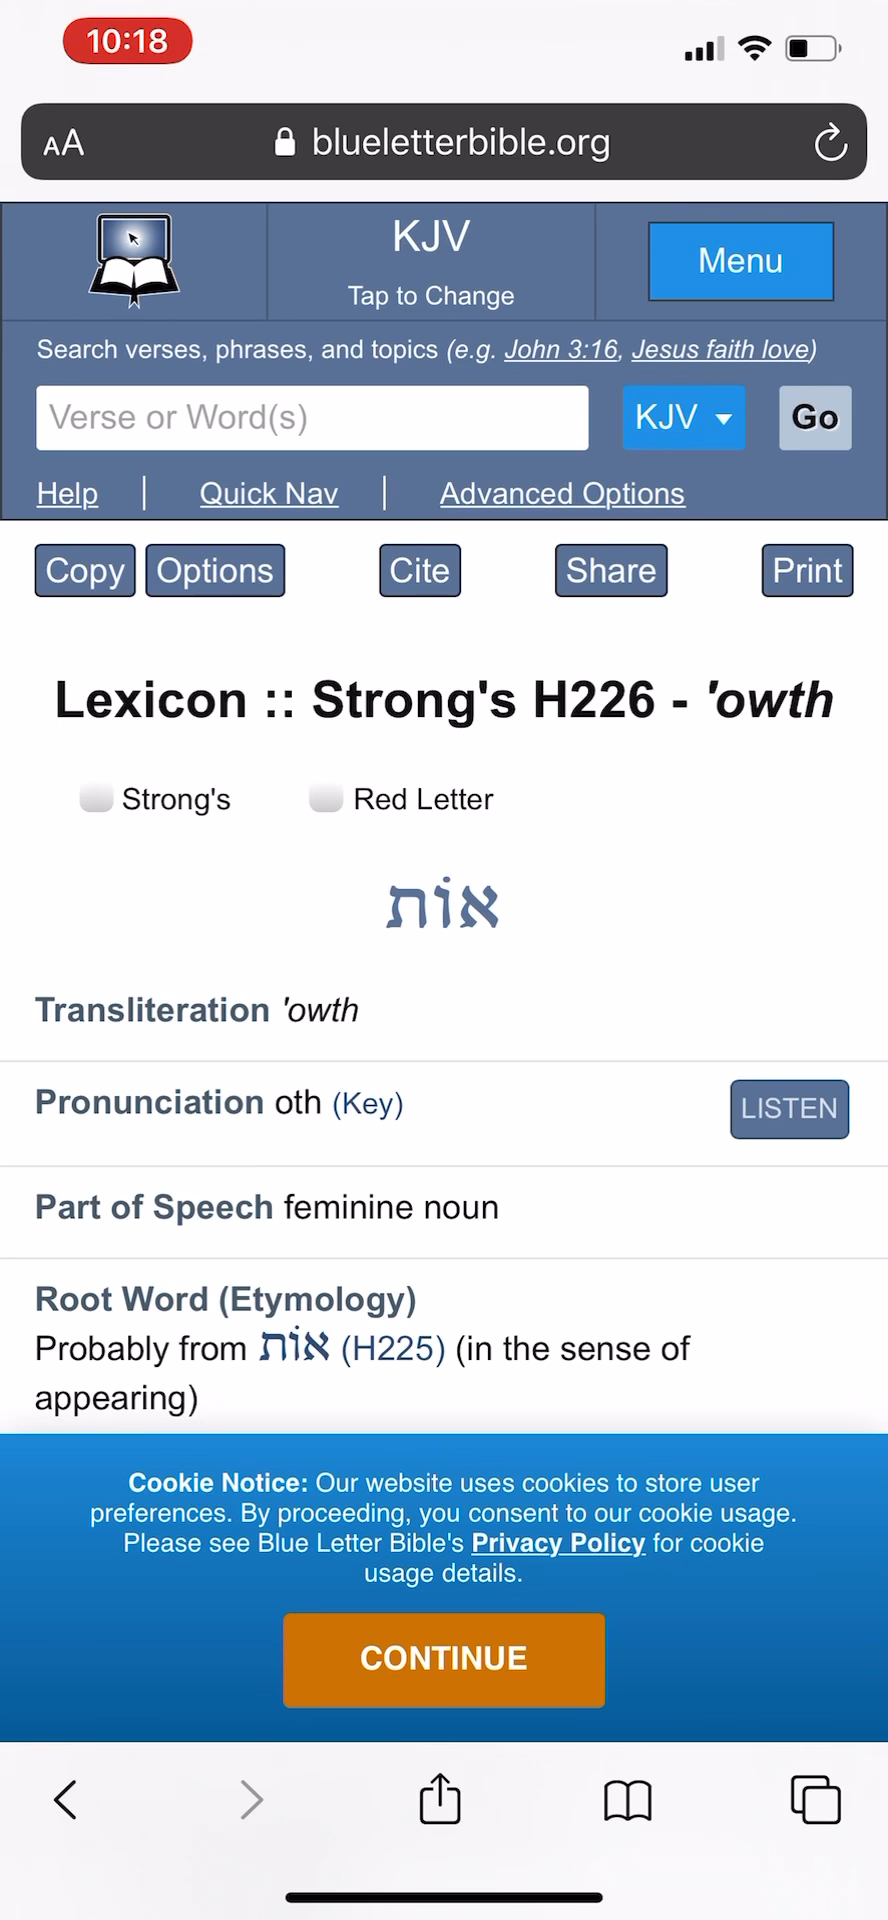 10:18
AA blueletterbible.org
KJV
Tap to Change
Menu
Search verses, phrases, and topics (e.g. John 3:16, Jesus faith love)
Verse or Word(s) KJV Go
Help | Quick Nav | Advanced Options
Copy Options Cite Share Print
Lexicon :: Strong's H226 - 'owth
Strong's Red Letter
אוֹת
Transliteration 'owth
Pronunciation oth (Key) LISTEN
Part of Speech feminine noun
Root Word (Etymology)
Probably from אוֹת (H225) (in the sense of
appearing)
Cookie Notice: Our website uses cookies to store user
preferences. By proceeding, you consent to our cookie usage.
Please see Blue Letter Bible's Privacy Policy for cookie
usage details.
CONTINUE